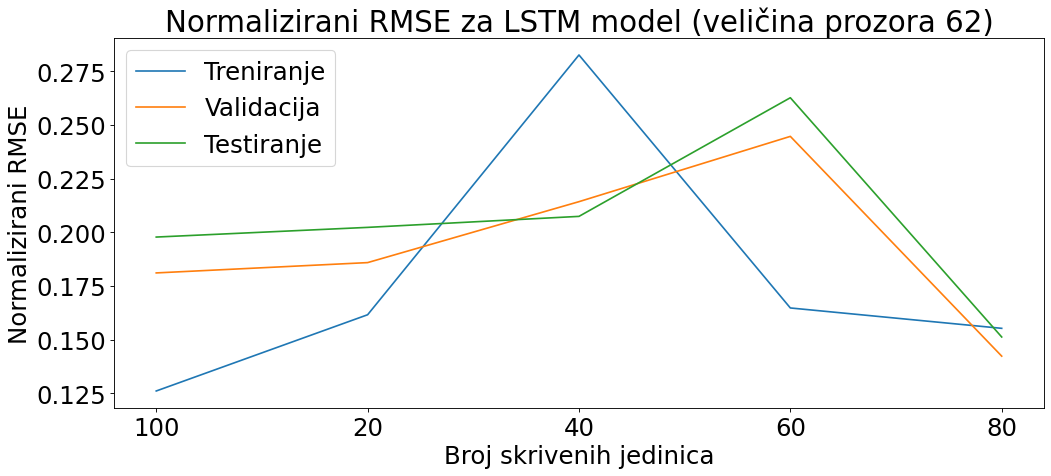 Normalizirani RMSE za LSTM model (veličina prozora 62)
Normalizirani RMSE
0.275
0.250
0.225
0.200
0.175
0.150
0.125
Treniranje
Validacija
Testiranje
100 20 40 60 80
Broj skrivenih jedinica